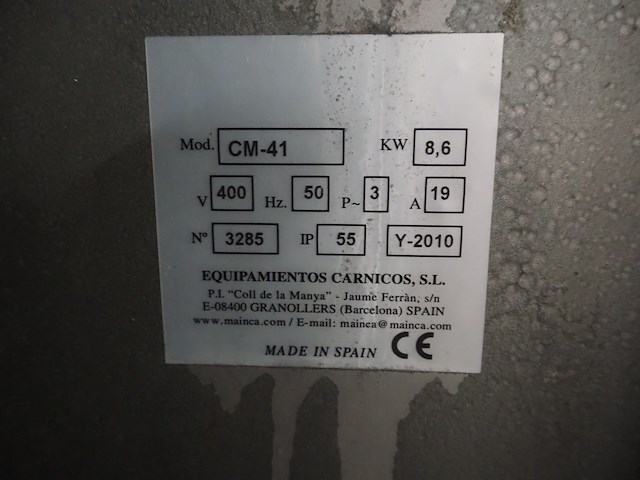 Mod. CM-41 KW 8,6
V 400 Hz. 50 P~ 3 A 19
Nº 3285 IP 55 Y-2010
EQUIPAMIENTOS CARNICOS, S.L.
P.I. "Coll de la Manya" - Jaume Ferràn, s/n
E-08400 GRANOLLERS (Barcelona) SPAIN
www.mainca.com / E-mail: mainca@mainca.com
MADE IN SPAIN CE